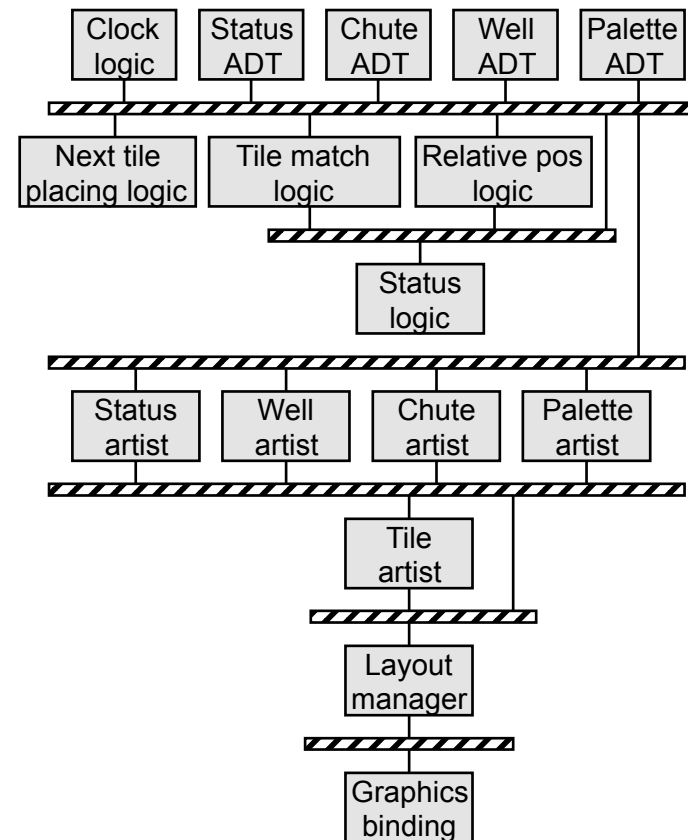 Clock
logic
Status
ADT
Chute
ADT
Well
ADT
Palette
ADT
Next tile
placing logic
Tile match
logic
Relative pos
logic
Status
logic
Status
artist
Well
artist
Chute
artist
Palette
artist
Tile
artist
Layout
manager
Graphics
binding